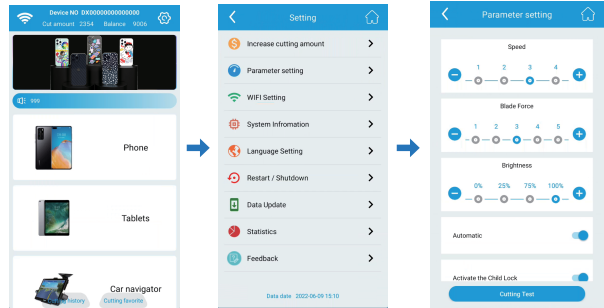 Device NO DX00000000000000
Cut amount 2354 Balance 9006
999
Phone
Tablets
Car navigator
history
Cutting favorite
Setting
Increase cutting amount
Parameter setting
WIFI Setting
System Infromation
Language Setting
Restart / Shutdown
Data Update
Statistics
Feedback
Data date 2022-06-09 15:10
Parameter setting
Speed
1 2 3 4
Blade Force
1 2 3 4 5
Brightness
0% 25% 75% 100%
Automatic
Activate the Child Lock
Cutting Test